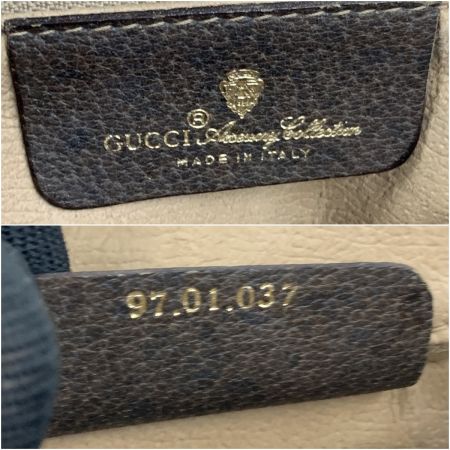 GUCCI® Accessory Collection
MADE IN ITALY
97.01.037